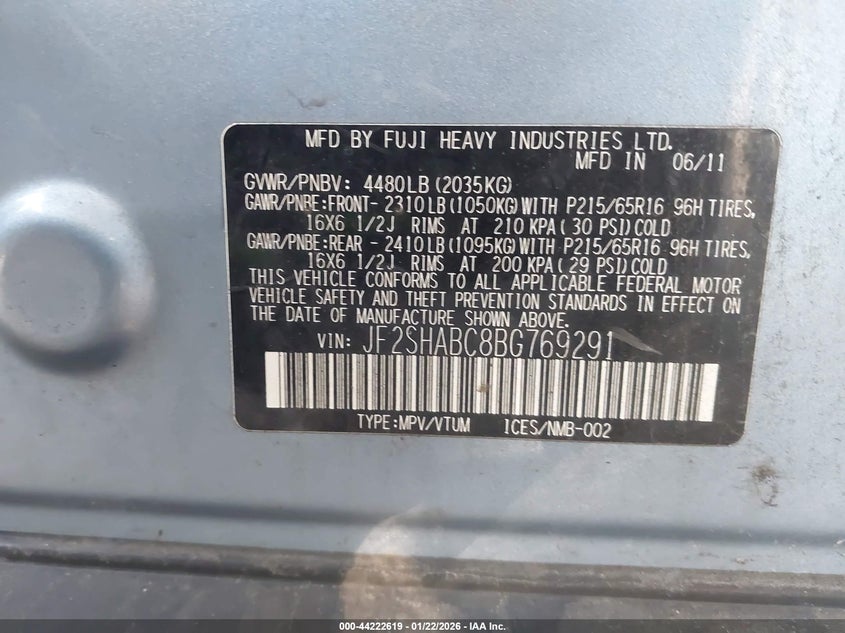 MFD BY FUJI HEAVY INDUSTRIES LTD.
MFD IN 06/11
GVWR/PNBV: 4480LB(2035KG)
GAWR/PNBE:FRONT-2310LB(1050KG)WITH P215/65R16 96H TIRES,
16X6 1/2J RIMS AT 210 KPA( 30 PSI)COLD
GAWR/PNBE:REAR -2410LB(1095KG)WITH P215/65R16 96H TIRES,
16X6 1/2J RIMS AT 200 KPA(29 PSI)COLD
THIS VEHICLE CONFORMS TO ALL APPLICABLE FEDERAL MOTOR
VEHICLE SAFETY AND THEFT PREVENTION STANDARDS IN EFFECT ON
THE DATE OF MANUFACTURE SHOWN ABOVE.
VIN: JF2SHABC8BG769291
TYPE:MPV/VTUM ICES/NMB-002
000-44222619 - 01/22/2026 - IAA Inc.